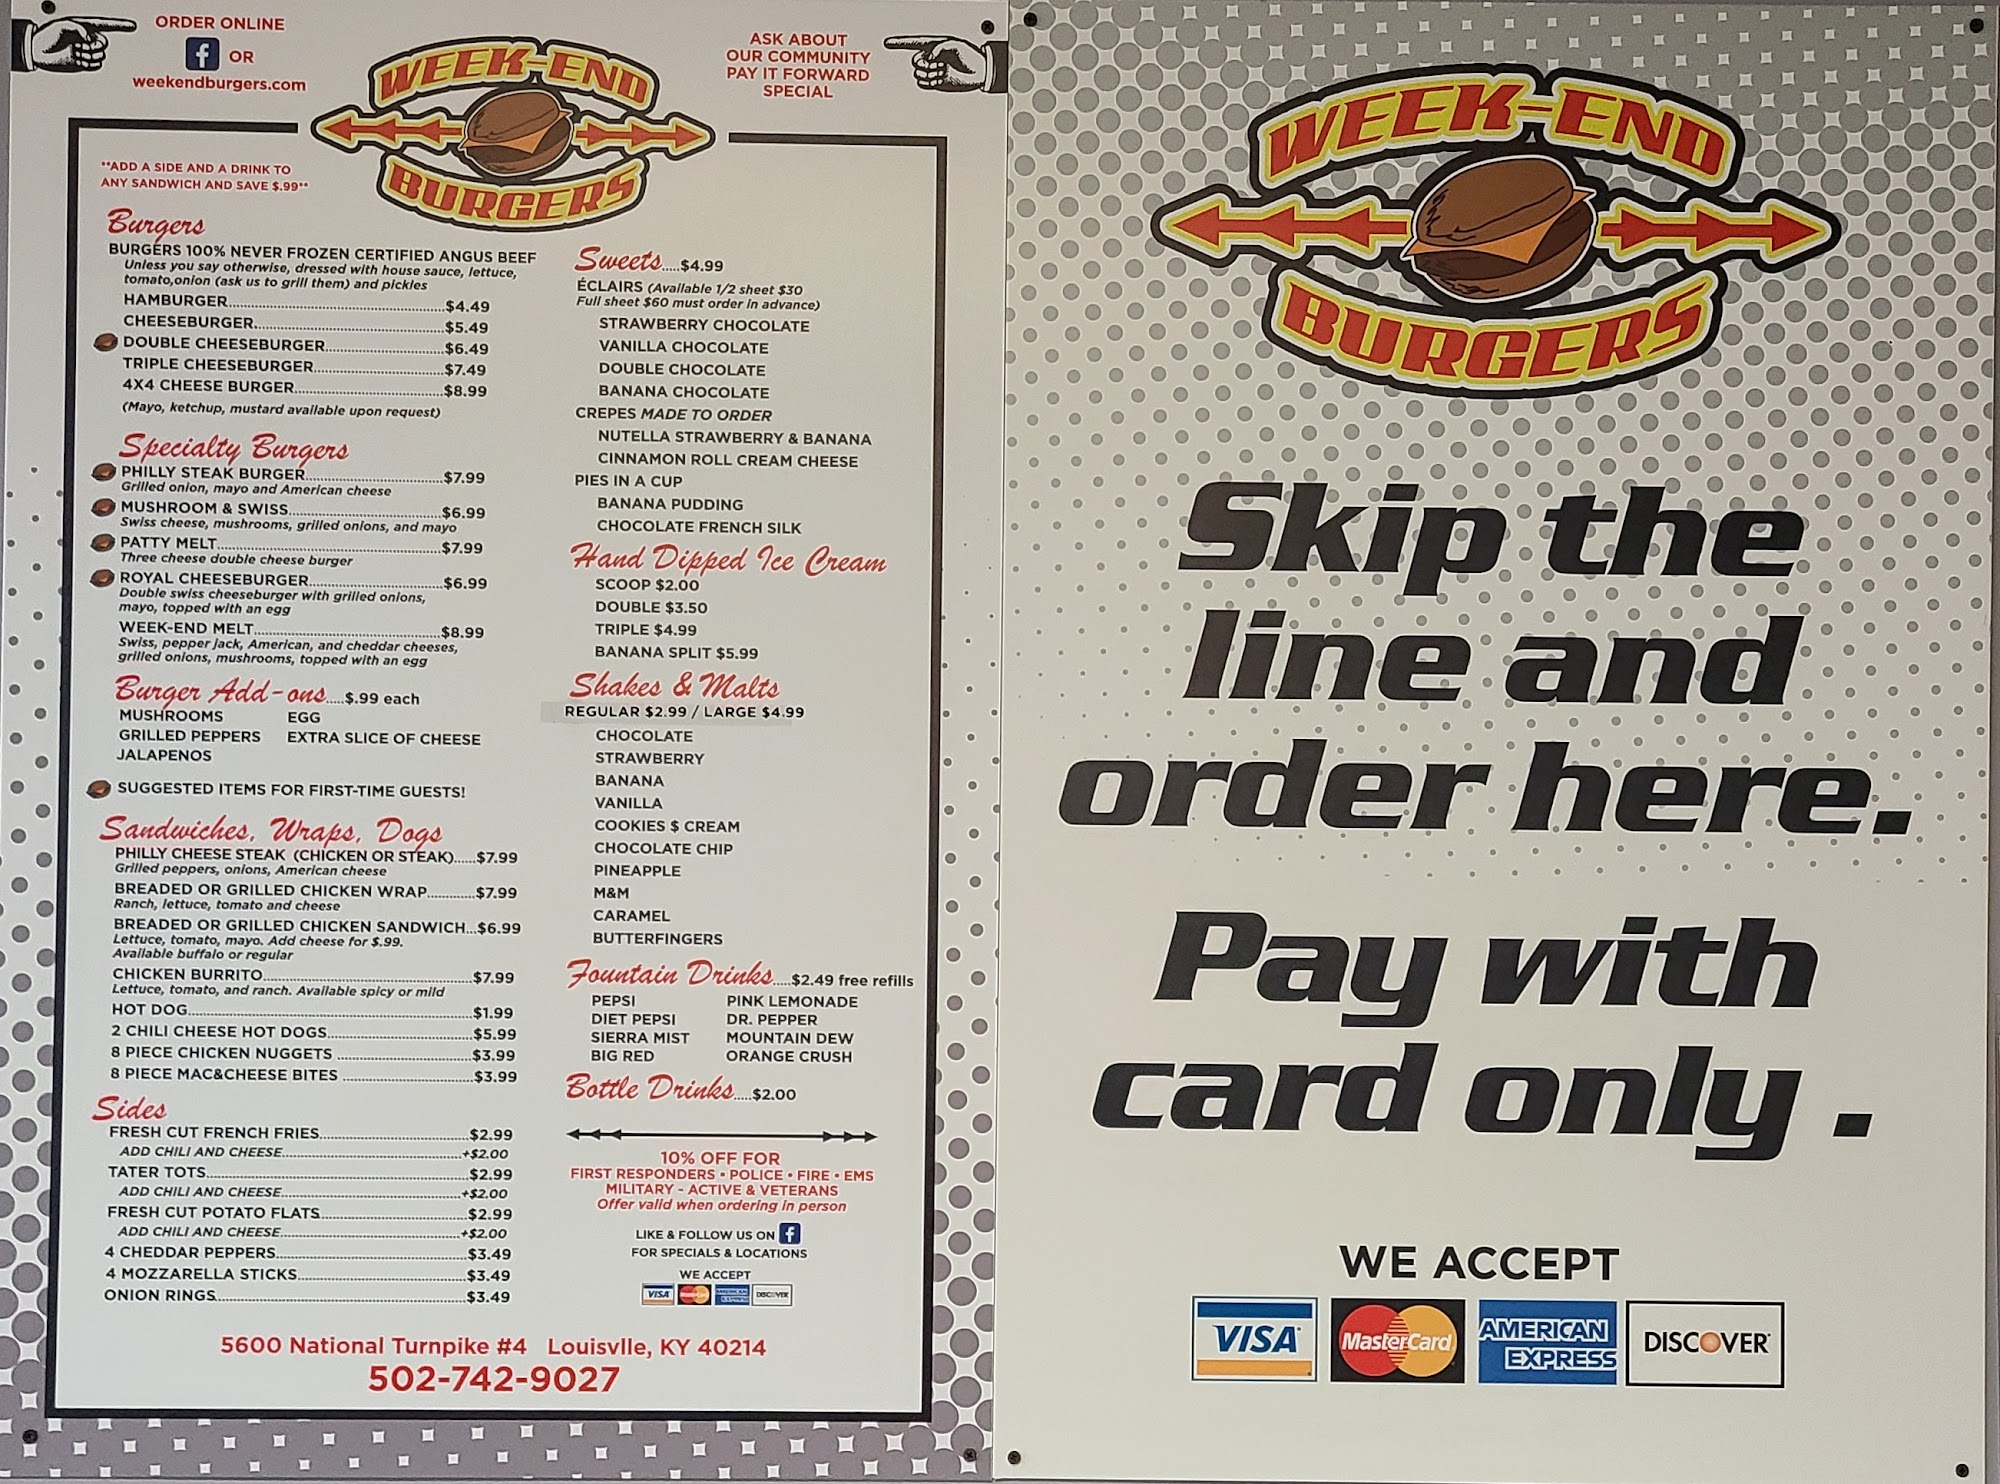 ORDER ONLINE
f OR
weekendburgers.com
WEEK-END
BURGERS
ASK ABOUT
OUR COMMUNITY
PAY IT FORWARD
SPECIAL
**ADD A SIDE AND A DRINK TO
ANY SANDWICH AND SAVE $.99**
Burgers
BURGERS 100% NEVER FROZEN CERTIFIED ANGUS BEEF
Unless you say otherwise, dressed with house sauce, lettuce,
tomato,onion (ask us to grill them) and pickles
HAMBURGER $4.49
CHEESEBURGER $5.49
DOUBLE CHEESEBURGER $6.49
TRIPLE CHEESEBURGER $7.49
4X4 CHEESE BURGER $8.99
(Mayo, ketchup, mustard available upon request)
Specialty Burgers
PHILLY STEAK BURGER $7.99
Grilled onion, mayo and American cheese
MUSHROOM & SWISS $6.99
Swiss cheese, mushrooms, grilled onions, and mayo
PATTY MELT $7.99
Three cheese double cheese burger
ROYAL CHEESEBURGER $6.99
Double swiss cheeseburger with grilled onions,
mayo, topped with an egg
WEEK-END MELT $8.99
Swiss, pepper jack, American, and cheddar cheeses,
grilled onions, mushrooms, topped with an egg
Burger Add-ons.....$.99 each
MUSHROOMS EGG
GRILLED PEPPERS EXTRA SLICE OF CHEESE
JALAPENOS
SUGGESTED ITEMS FOR FIRST-TIME GUESTS!
Sandwiches, Wraps, Dogs
PHILLY CHEESE STEAK (CHICKEN OR STEAK)......$7.99
Grilled peppers, onions, American cheese
BREADED OR GRILLED CHICKEN WRAP $7.99
Ranch, lettuce, tomato and cheese
BREADED OR GRILLED CHICKEN SANDWICH...$6.99
Lettuce, tomato, mayo. Add cheese for $.99.
Available buffalo or regular
CHICKEN BURRITO $7.99
Lettuce, tomato, and ranch. Available spicy or mild
HOT DOG $1.99
2 CHILI CHEESE HOT DOGS $5.99
8 PIECE CHICKEN NUGGETS $3.99
8 PIECE MAC&CHEESE BITES $3.99
Sides
FRESH CUT FRENCH FRIES $2.99
ADD CHILI AND CHEESE +$2.00
TATER TOTS $2.99
ADD CHILI AND CHEESE +$2.00
FRESH CUT POTATO FLATS $2.99
ADD CHILI AND CHEESE +$2.00
4 CHEDDAR PEPPERS $3.49
4 MOZZARELLA STICKS $3.49
ONION RINGS $3.49
Sweets.....$4.99
ÉCLAIRS (Available 1/2 sheet $30
Full sheet $60 must order in advance)
STRAWBERRY CHOCOLATE
VANILLA CHOCOLATE
DOUBLE CHOCOLATE
BANANA CHOCOLATE
CREPES MADE TO ORDER
NUTELLA STRAWBERRY & BANANA
CINNAMON ROLL CREAM CHEESE
PIES IN A CUP
BANANA PUDDING
CHOCOLATE FRENCH SILK
Hand Dipped Ice Cream
SCOOP $2.00
DOUBLE $3.50
TRIPLE $4.99
BANANA SPLIT $5.99
Shakes & Malts
REGULAR $2.99 / LARGE $4.99
CHOCOLATE
STRAWBERRY
BANANA
VANILLA
COOKIES $ CREAM
CHOCOLATE CHIP
PINEAPPLE
M&M
CARAMEL
BUTTERFINGERS
Fountain Drinks.....$2.49 free refills
PEPSI PINK LEMONADE
DIET PEPSI DR. PEPPER
SIERRA MIST MOUNTAIN DEW
BIG RED ORANGE CRUSH
Bottle Drinks.....$2.00
10% OFF FOR
FIRST RESPONDERS • POLICE • FIRE • EMS
MILITARY - ACTIVE & VETERANS
Offer valid when ordering in person
LIKE & FOLLOW US ON f
FOR SPECIALS & LOCATIONS
WE ACCEPT
VISA MasterCard AMERICAN EXPRESS DISCOVER
5600 National Turnpike #4 Louisvlle, KY 40214
502-742-9027
WEEK-END
BURGERS
Skip the
line and
order here.
Pay with
card only .
WE ACCEPT
VISA MasterCard AMERICAN EXPRESS DISCOVER